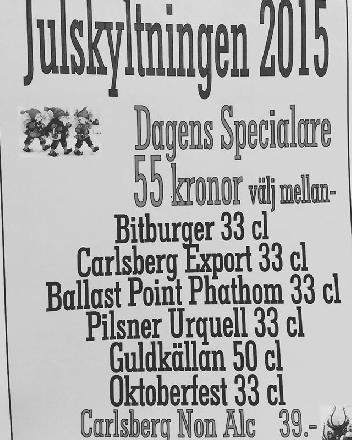 Julskyltningen 2015
Dagens Specialare
55 kronor välj mellan-
Bitburger 33 cl
Carlsberg Export 33 cl
Ballast Point Phathom 33 cl
Pilsner Urquell 33 cl
Guldkällan 50 cl
Oktoberfest 33 cl
Carlsberg Non Alc 39.-